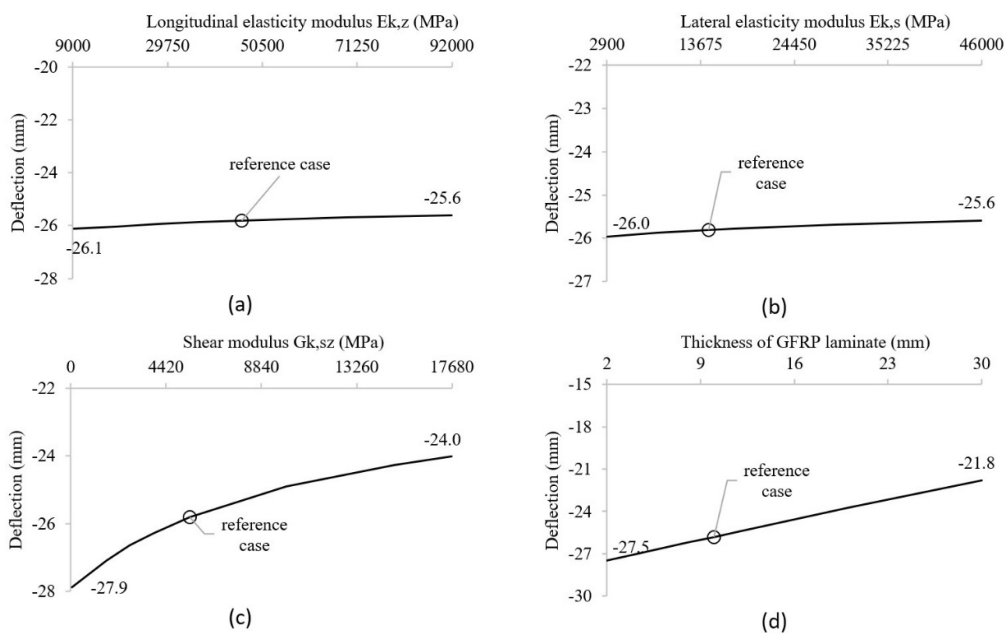 Longitudinal elasticity modulus Ek,z (MPa)
9000 29750 50500 71250 92000
-20
-22
-24
-26
-28
Deflection (mm)
reference case
-25.6
-26.1
(a)
Lateral elasticity modulus Ek,s (MPa)
2900 13675 24450 35225 46000
-22
-23
-24
-25
-26
-27
Deflection (mm)
reference
case
-26.0
-25.6
(b)
Shear modulus Gk,sz (MPa)
0 4420 8840 13260 17680
-22
-24
-26
-28
Deflection (mm)
-24.0
reference
case
-27.9
(c)
Thickness of GFRP laminate (mm)
2 9 16 23 30
-15
-18
-21
-24
-27
-30
Deflection (mm)
reference
case
-21.8
-27.5
(d)